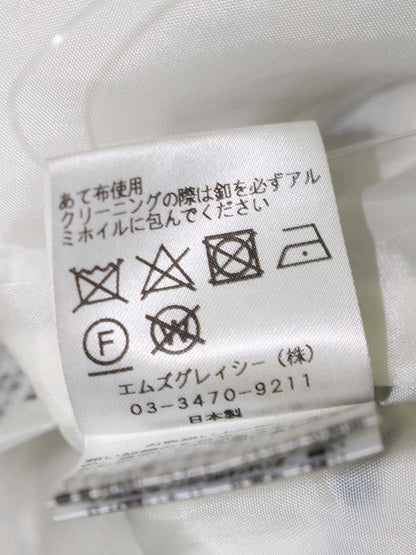 あて布使用
クリーニングの際は釦を必ずアル
ミホイルに包んでください
F
W
エムズグレイシー(株)
03-3470-9211
日本製